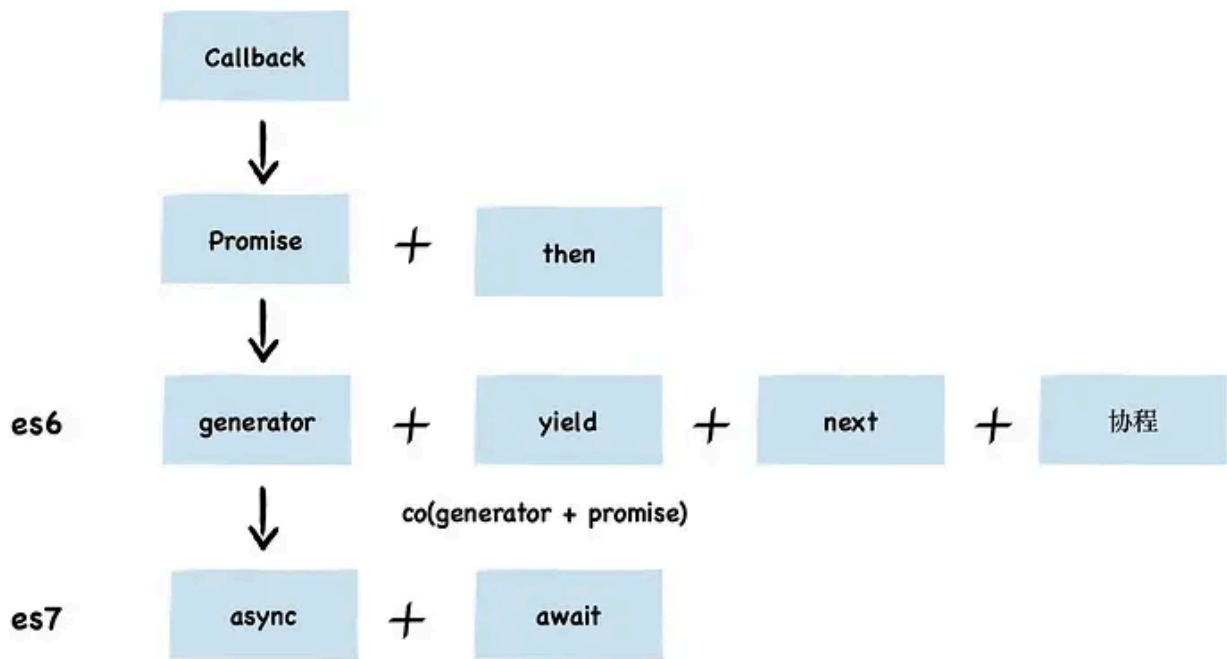 Callback
Promise + then
es6 generator + yield + next + 协程
co(generator + promise)
es7 async + await